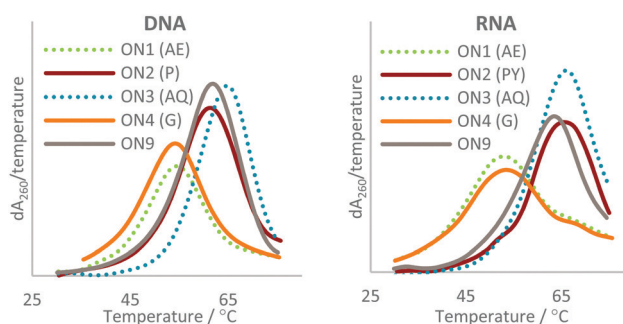 DNA
ON1 (AE)
ON2 (P)
ON3 (AQ)
ON4 (G)
ON9
dA260/temperature
25
45
65
Temperature / °C
RNA
ON1 (AE)
ON2 (PY)
ON3 (AQ)
ON4 (G)
ON9
dA260/temperature
25
45
65
Temperature / °C